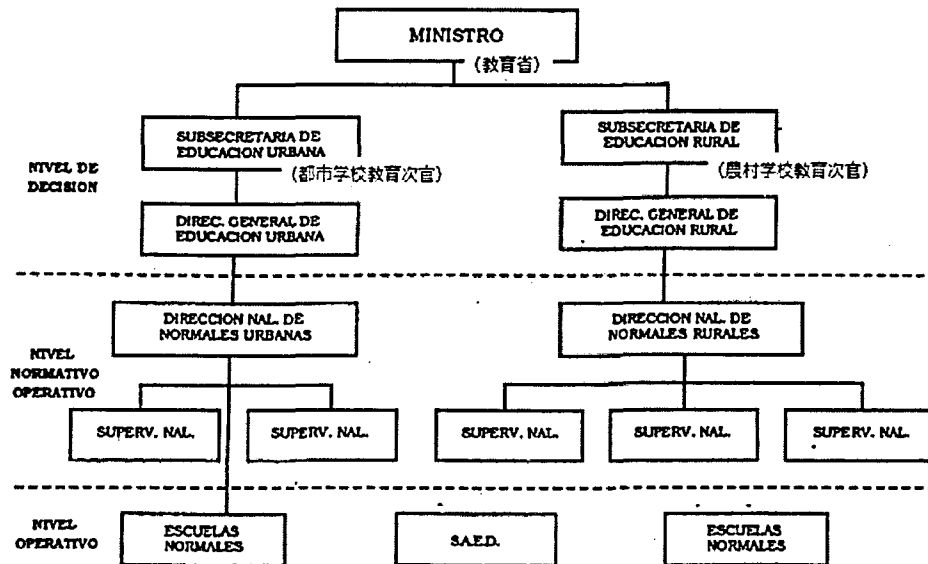 MINISTRO
(教育省)
SUBSECRETARIA DE
EDUCACION URBANA
(都市学校教育次官)
SUBSECRETARIA DE
EDUCACION RURAL
(農村学校教育次官)
NIVEL DE
DECISION
DIREC. GENERAL DE
EDUCACION URBANA
DIREC. GENERAL DE
EDUCACION RURAL
DIRECCION NAL. DE
NORMALES URBANAS
DIRECCION NAL. DE
NORMALES RURALES
NIVEL
NORMATIVO
OPERATIVO
SUPERV. NAL.
SUPERV. NAL.
SUPERV. NAL.
SUPERV. NAL.
SUPERV. NAL.
NIVEL
OPERATIVO
ESCUELAS
NORMALES
S.A.E.D.
ESCUELAS
NORMALES